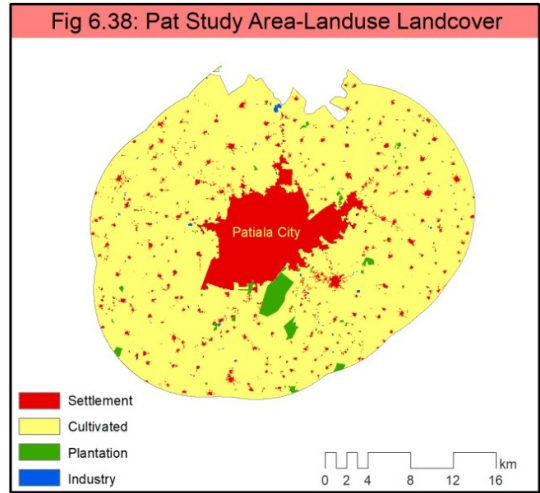 Fig 6.38: Pat Study Area-Landuse Landcover
Patiala City
Settlement
Cultivated
Plantation
Industry
km
0 2 4 8 12 16